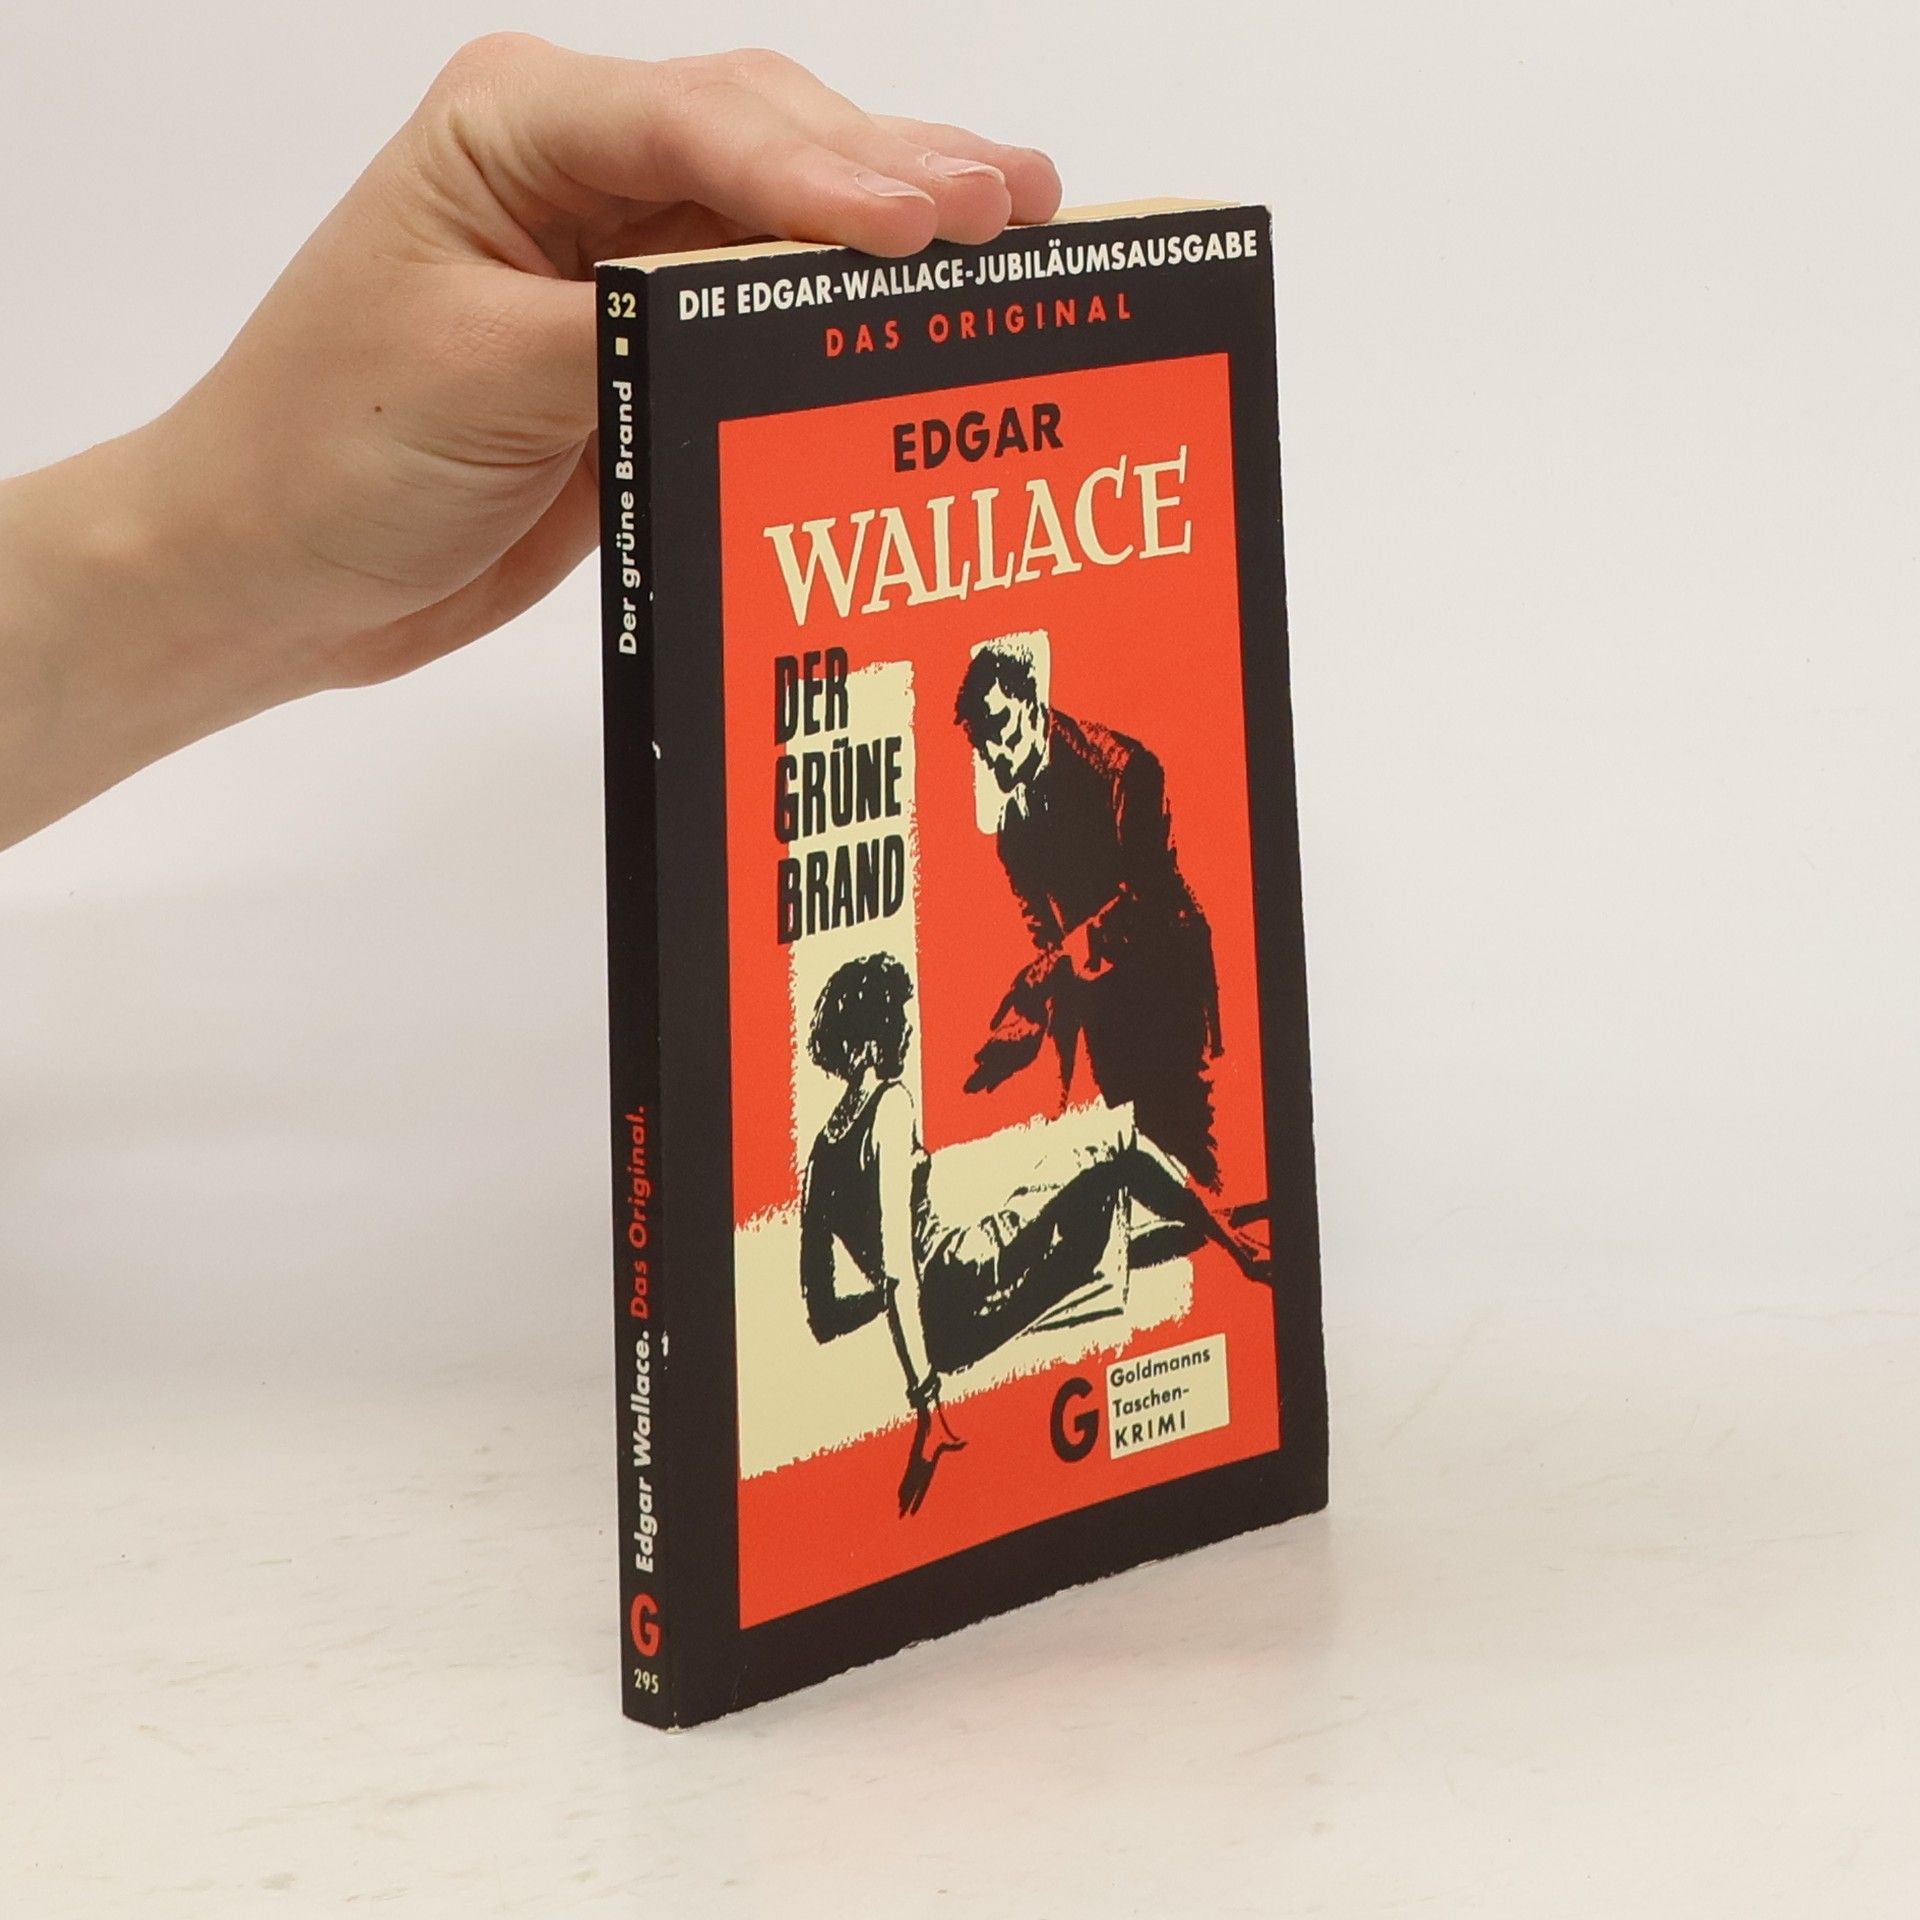 DIE EDGAR-WALLACE-JUBILÄUMSAUSGABE
DAS ORIGINAL
EDGAR
WALLACE
DER
GRÜNE
BRAND
G
Goldmanns
Taschen-
KRIMI
32 ■ Der grüne Brand
Edgar Wallace. Das Original.
G
295